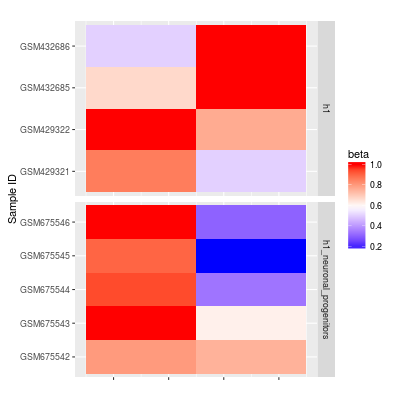 GSM432686
GSM432685
GSM429322
GSM429321
h1
GSM675546
GSM675545
GSM675544
GSM675543
GSM675542
h1_neuronal_progenitors
Sample ID
beta
1.0
0.8
0.6
0.4
0.2